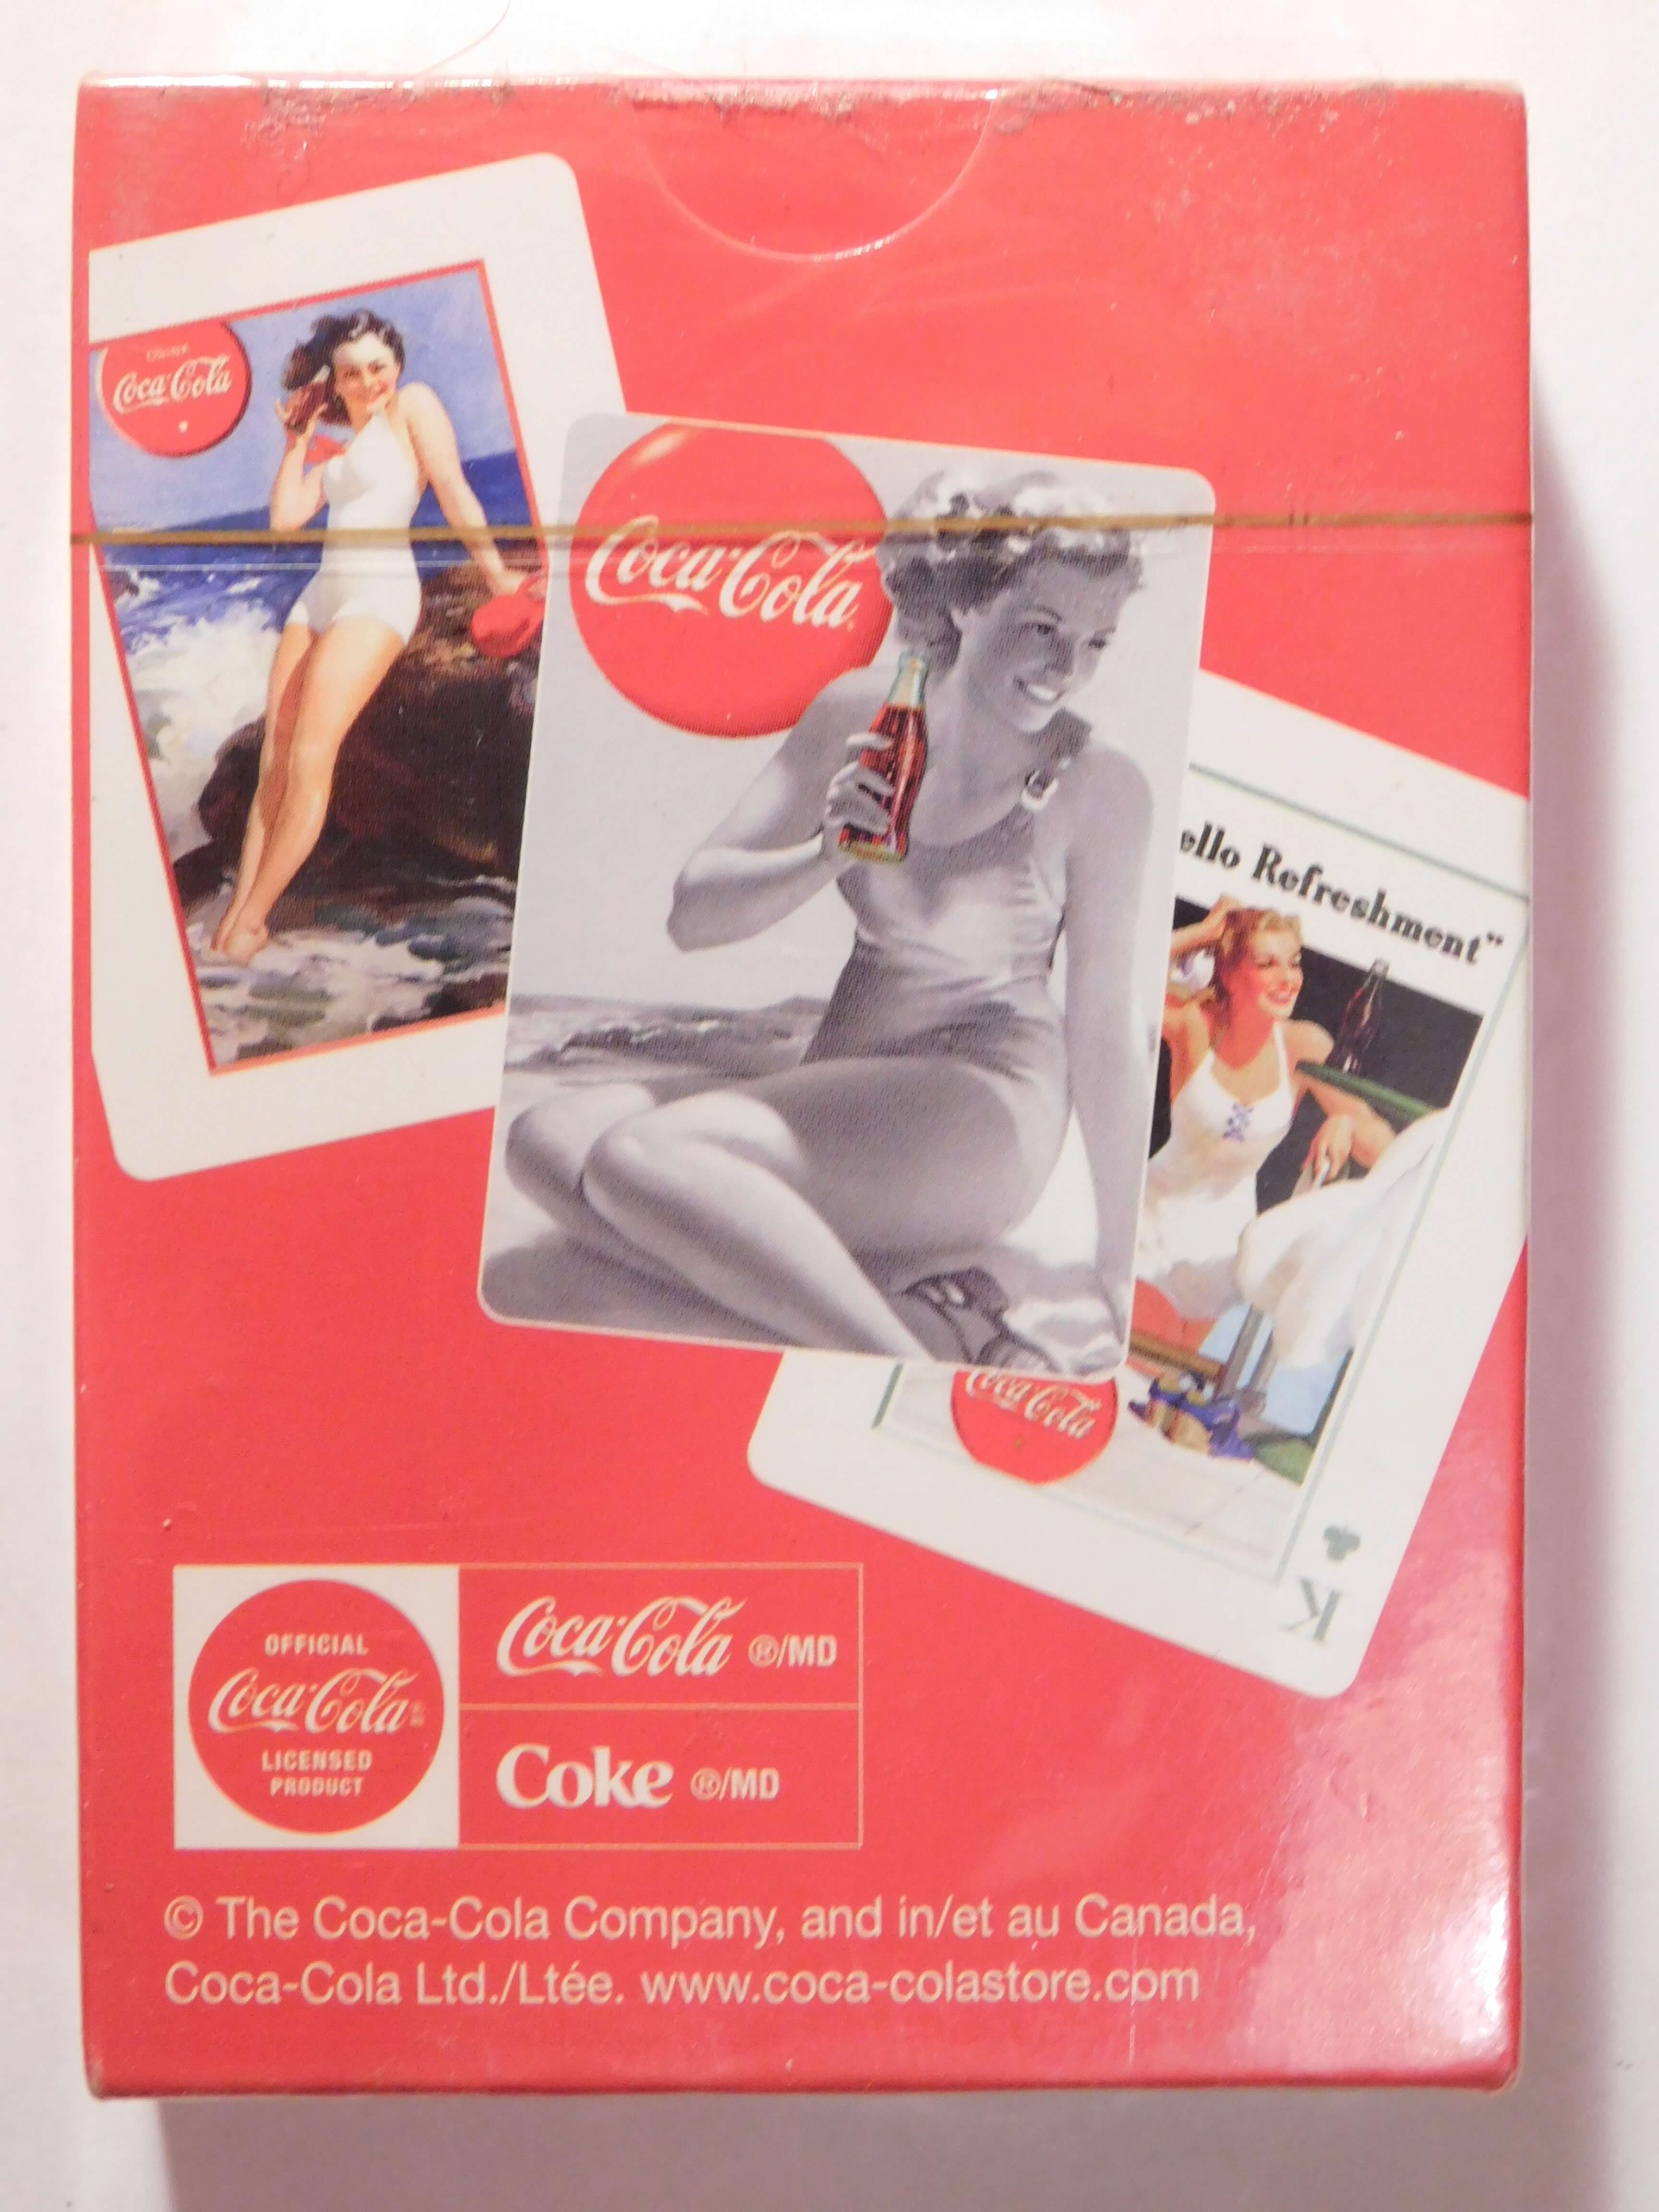 DRINK
Coca-Cola
Coca-Cola
ello Refreshment”
Coca-Cola
K
OFFICIAL
Coca-Cola
LICENSED
PRODUCT
Coca-Cola ®/MD
Coke ®/MD
© The Coca-Cola Company, and in/et au Canada,
Coca-Cola Ltd./Ltée. www.coca-colastore.com